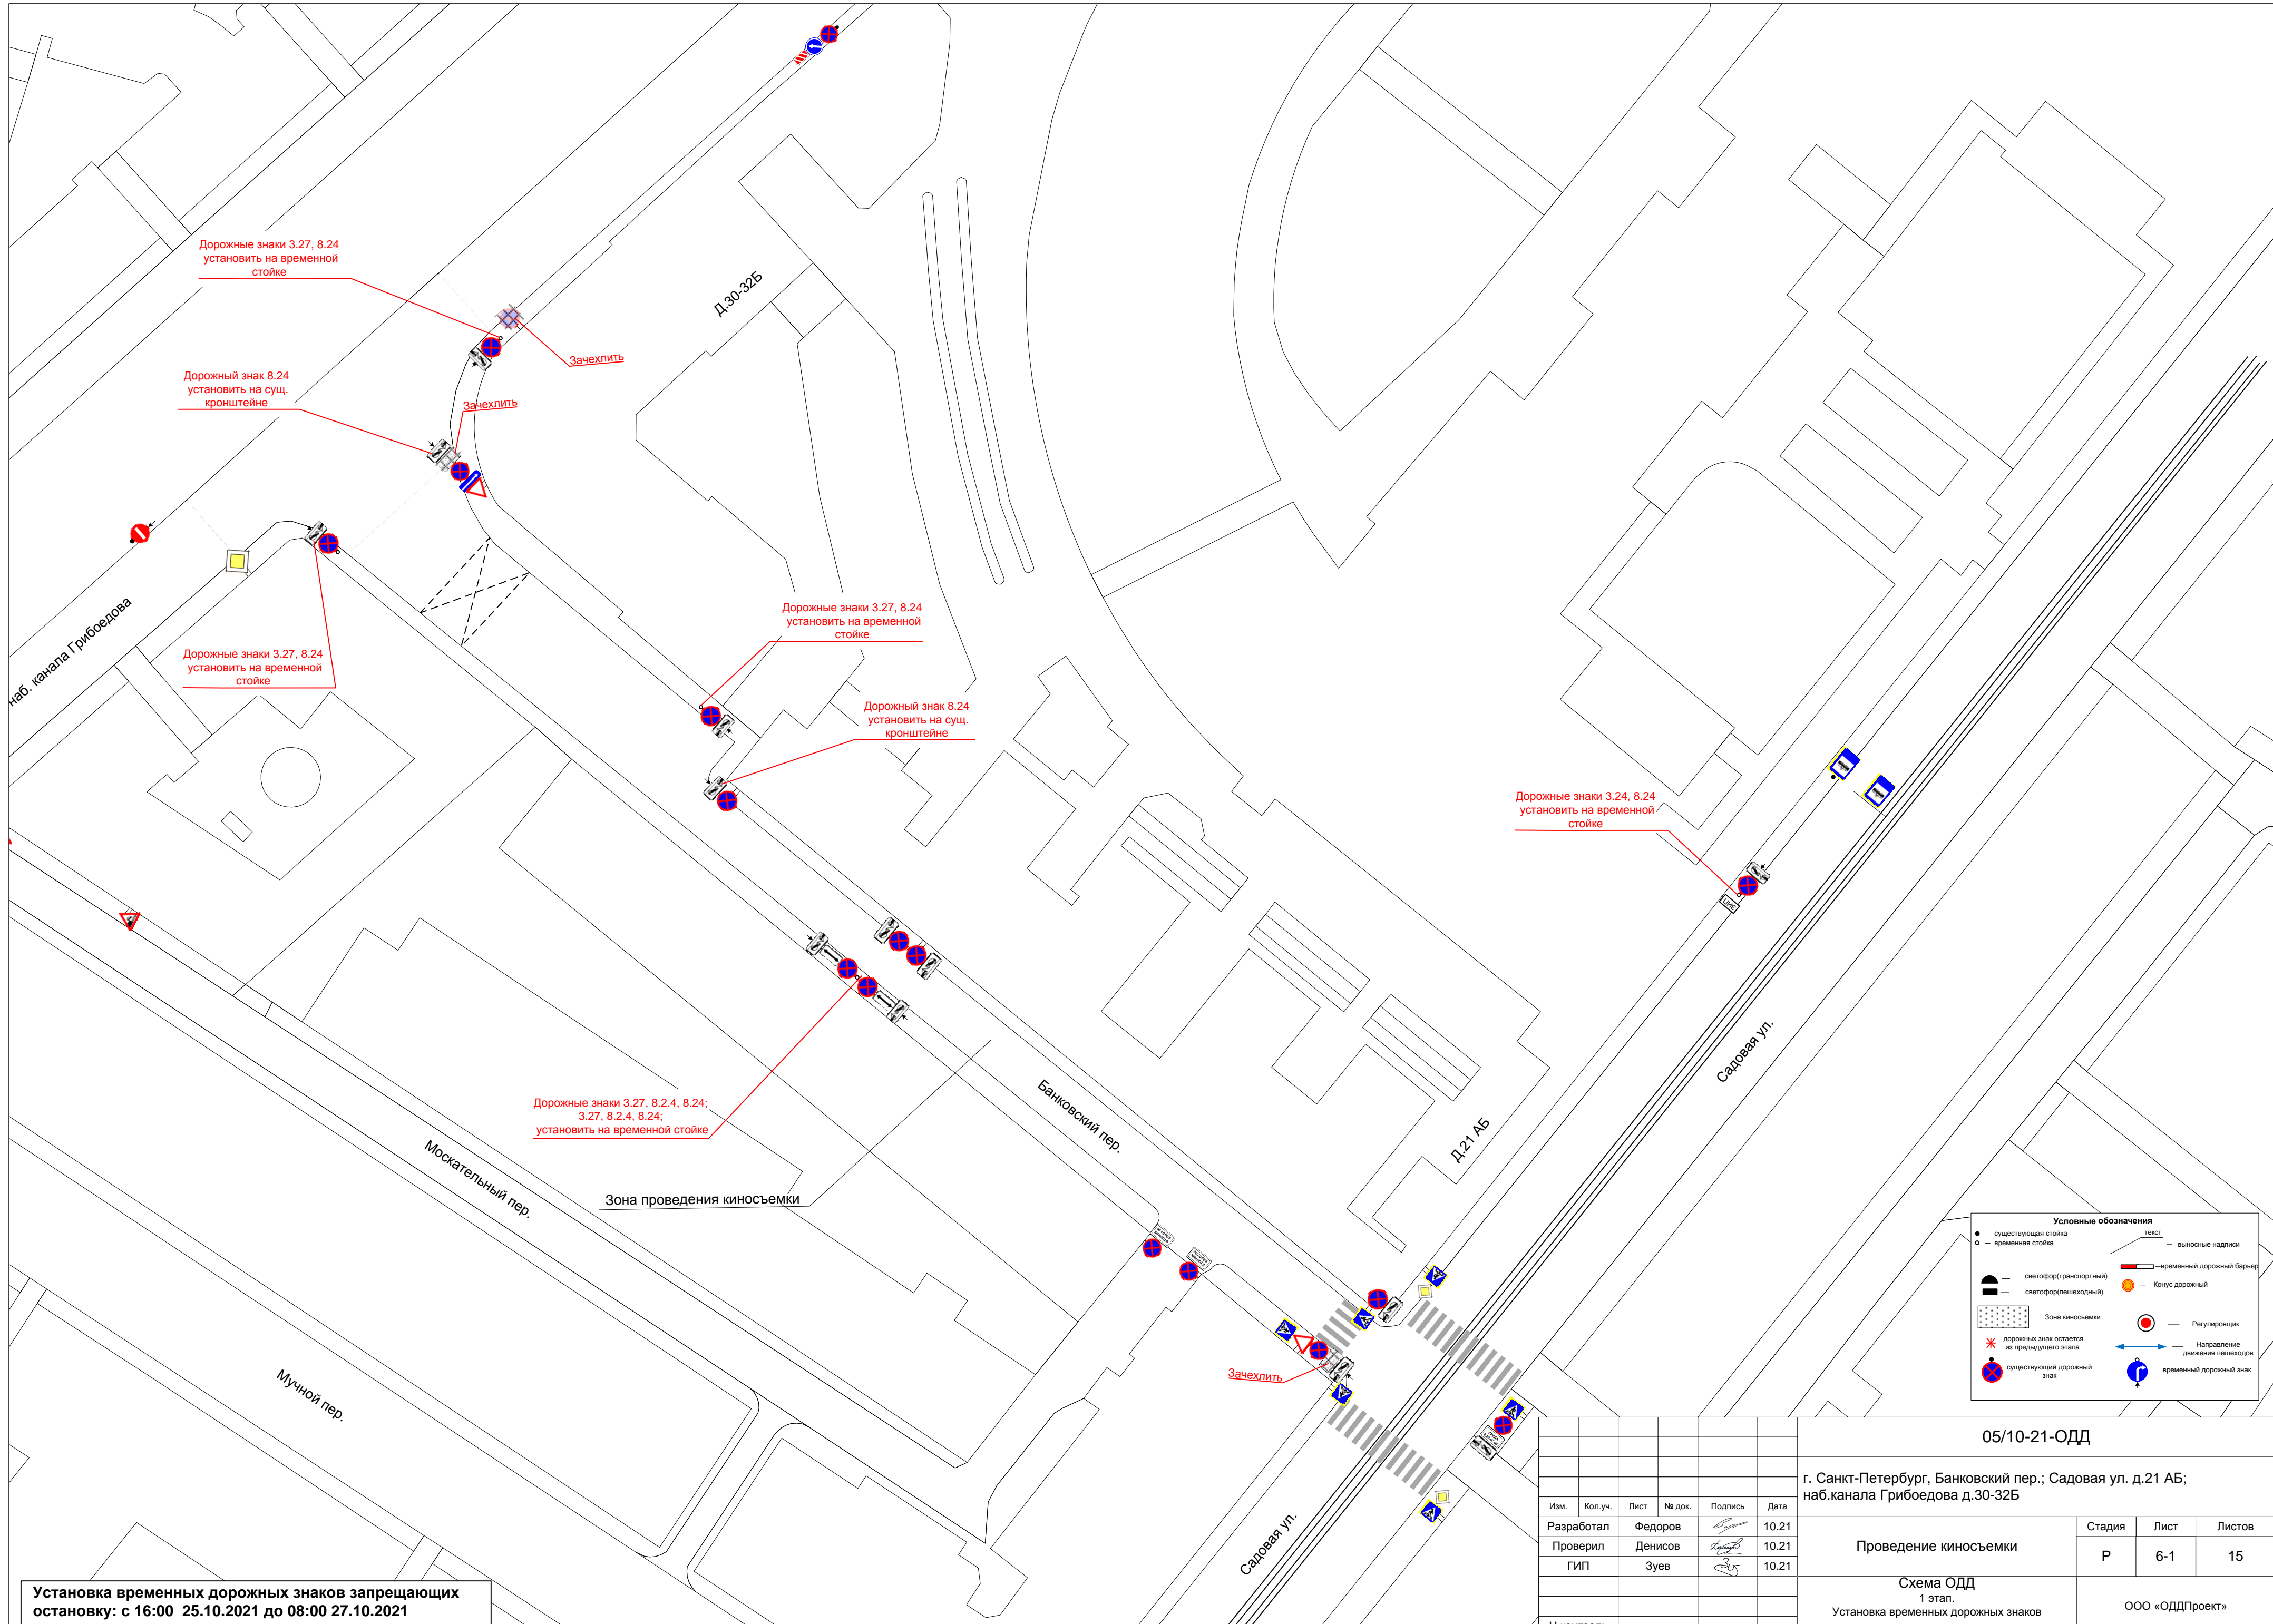 Дорожные знаки 3.27, 8.24
установить на временной
стойке
Д.30-32Б
Зачехлить
Дорожный знак 8.24
установить на сущ.
кронштейне
Зачехлить
наб. канала Грибоедова
Дорожные знаки 3.27, 8.24
установить на временной
стойке
Дорожные знаки 3.27, 8.24
установить на временной
стойке
Дорожный знак 8.24
установить на сущ.
кронштейне
Дорожные знаки 3.24, 8.24
установить на временной
стойке
Садовая ул.
Дорожные знаки 3.27, 8.2.4, 8.24;
3.27, 8.2.4, 8.24;
установить на временной стойке
Банковский пер.
Д.21 АБ
Москательный пер.
Зона проведения киносъемки
Мучной пер.
Зачехлить
Садовая ул.
Условные обозначения
– существующая стойка
– временная стойка
текст
– выносные надписи
–временный дорожный барьер
– светофор(транспортный)
– Конус дорожный
– светофор(пешеходный)
Зона киносъемки
— Регулировщик
дорожных знак остается
из предыдущего этапа
— Направление
движения пешеходов
существующий дорожный
знак
временный дорожный знак
05/10-21-ОДД
г. Санкт-Петербург, Банковский пер.; Садовая ул. д.21 АБ;
наб.канала Грибоедова д.30-32Б
Изм. Кол.уч. Лист № док. Подпись Дата
Разработал Федоров 10.21
Проверил Денисов 10.21
ГИП Зуев 10.21
Проведение киносъемки
Стадия Лист Листов
Р 6-1 15
Схема ОДД
1 этап.
Установка временных дорожных знаков
ООО «ОДДПроект»
Установка временных дорожных знаков запрещающих
остановку: с 16:00 25.10.2021 до 08:00 27.10.2021